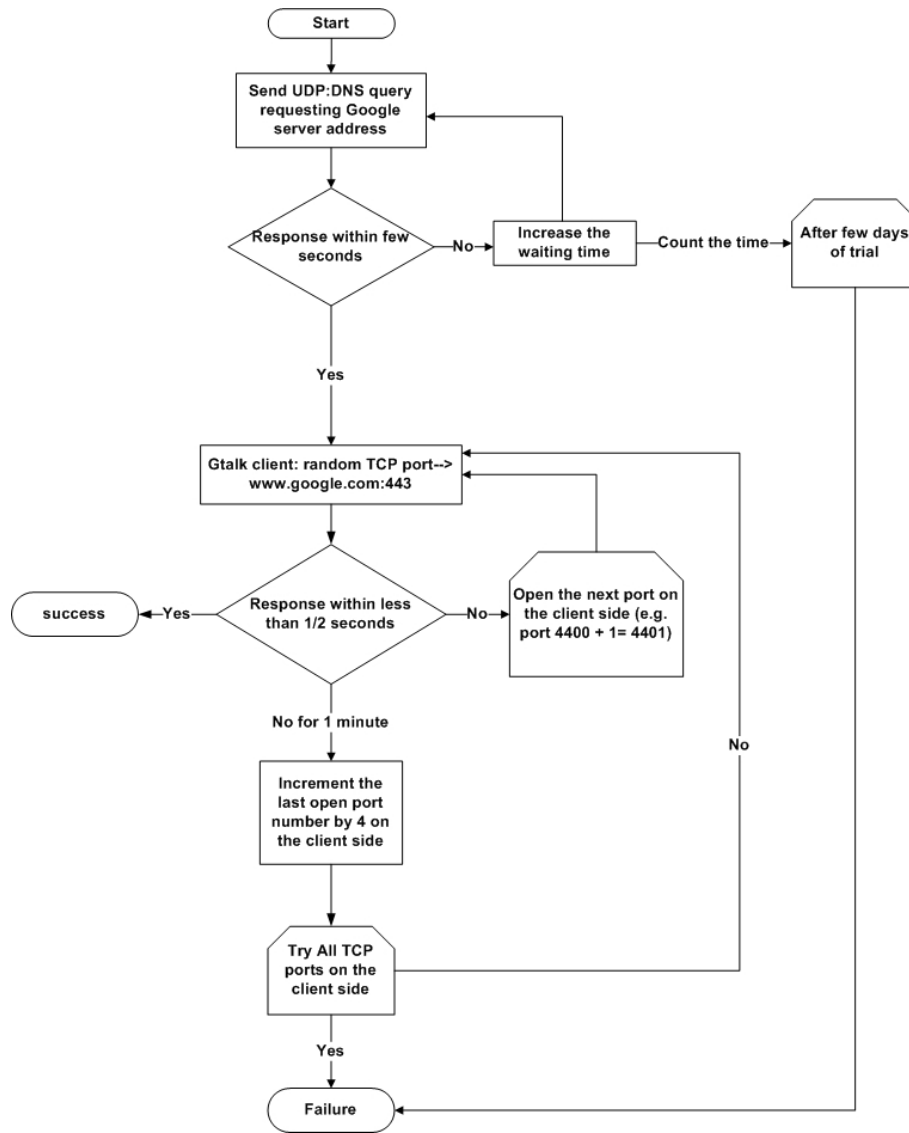 Start
Send UDP:DNS query
requesting Google
server address
Response within few
seconds
No
Increase the
waiting time
Count the time
After few days
of trial
Yes
Gtalk client: random TCP port-->
www.google.com:443
success
Yes
Response within less
than 1/2 seconds
No
Open the next port on
the client side (e.g.
port 4400 + 1= 4401)
No for 1 minute
No
Increment the
last open port
number by 4 on
the client side
Try All TCP
ports on the
client side
Yes
Failure